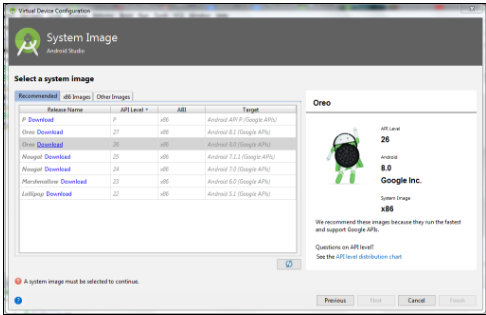 Virtual Device Configuration
System Image
Android Studio
Select a system image
Recommended x86 Images Other Images
Release Name API Level ABI Target
P Download P x86 Android API P (Google APIs)
Oreo Download 27 x86 Android 8.1 (Google APIs)
Oreo Download 26 x86 Android 8.0 (Google APIs)
Nougat Download 25 x86 Android 7.1.1 (Google APIs)
Nougat Download 24 x86 Android 7.0 (Google APIs)
Marshmallow Download 23 x86 Android 6.0 (Google APIs)
Lollipop Download 22 x86 Android 5.1 (Google APIs)
Oreo
API Level
26
Android
8.0
Google Inc.
System Image
x86
We recommend these images because they run the fastest
and support Google APIs.
Questions on API level?
See the API level distribution chart
A system image must be selected to continue.
?
Previous Next Cancel Finish